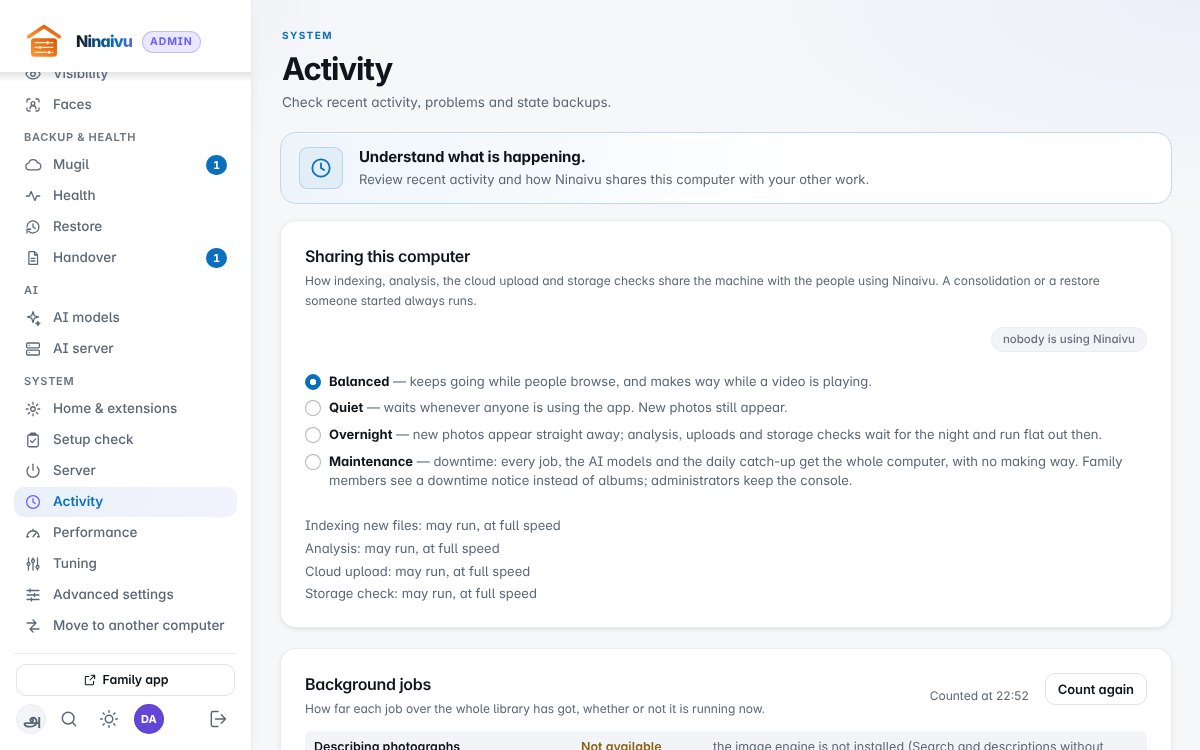 Ninaivu ADMIN
Visibility
Faces
BACKUP & HEALTH
Mugil 1
Health
Restore
Handover 1
AI
AI models
AI server
SYSTEM
Home & extensions
Setup check
Server
Activity
Performance
Tuning
Advanced settings
Move to another computer
Family app
அ
DA
SYSTEM
Activity
Check recent activity, problems and state backups.
Understand what is happening.
Review recent activity and how Ninaivu shares this computer with your other work.
Sharing this computer
How indexing, analysis, the cloud upload and storage checks share the machine with the people using Ninaivu. A consolidation or a restore
someone started always runs.
nobody is using Ninaivu
Balanced — keeps going while people browse, and makes way while a video is playing.
Quiet — waits whenever anyone is using the app. New photos still appear.
Overnight — new photos appear straight away; analysis, uploads and storage checks wait for the night and run flat out then.
Maintenance — downtime: every job, the AI models and the daily catch-up get the whole computer, with no making way. Family
members see a downtime notice instead of albums; administrators keep the console.
Indexing new files: may run, at full speed
Analysis: may run, at full speed
Cloud upload: may run, at full speed
Storage check: may run, at full speed
Background jobs
How far each job over the whole library has got, whether or not it is running now.
Counted at 22:52
Count again
Describing photographs Not available the image engine is not installed (Search and descriptions without